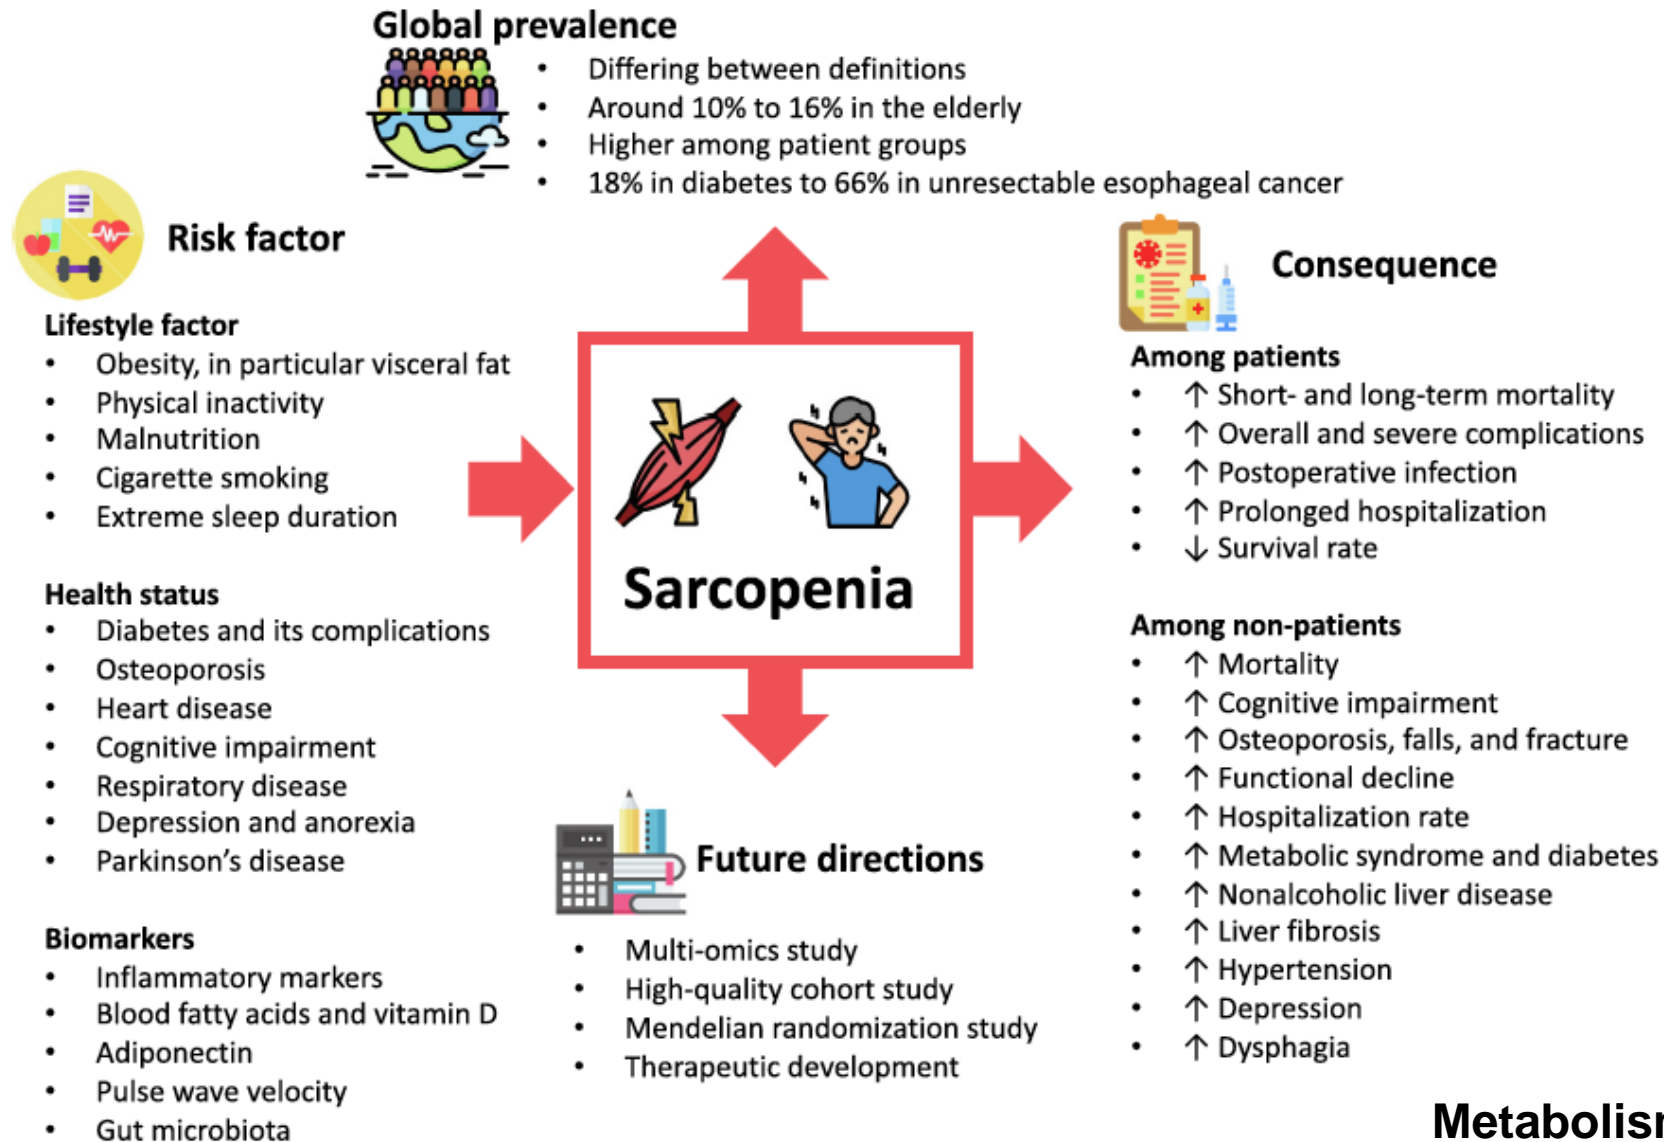 Global prevalence
• Differing between definitions
• Around 10% to 16% in the elderly
• Higher among patient groups
• 18% in diabetes to 66% in unresectable esophageal cancer
Risk factor
Lifestyle factor
• Obesity, in particular visceral fat
• Physical inactivity
• Malnutrition
• Cigarette smoking
• Extreme sleep duration
Health status
• Diabetes and its complications
• Osteoporosis
• Heart disease
• Cognitive impairment
• Respiratory disease
• Depression and anorexia
• Parkinson's disease
Biomarkers
• Inflammatory markers
• Blood fatty acids and vitamin D
• Adiponectin
• Pulse wave velocity
• Gut microbiota
Sarcopenia
Future directions
• Multi-omics study
• High-quality cohort study
• Mendelian randomization study
• Therapeutic development
Consequence
Among patients
• ↑ Short- and long-term mortality
• ↑ Overall and severe complications
• ↑ Postoperative infection
• ↑ Prolonged hospitalization
• ↓ Survival rate
Among non-patients
• ↑ Mortality
• ↑ Cognitive impairment
• ↑ Osteoporosis, falls, and fracture
• ↑ Functional decline
• ↑ Hospitalization rate
• ↑ Metabolic syndrome and diabetes
• ↑ Nonalcoholic liver disease
• ↑ Liver fibrosis
• ↑ Hypertension
• ↑ Depression
• ↑ Dysphagia
Metabolism